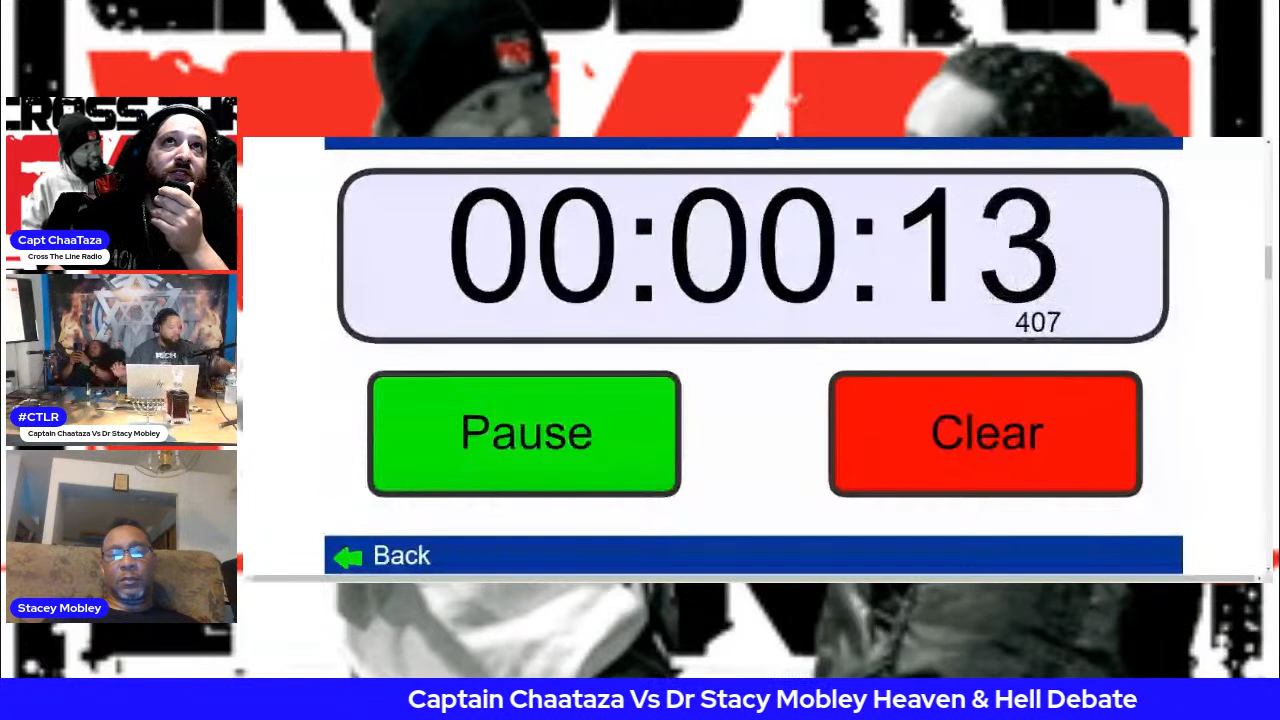 CROSS THE
Capt ChaaTaza
Cross The Line Radio
#CTLR
Captain Chaataza Vs Dr Stacy Mobley
Stacey Mobley
00:00:13
407
Pause
Clear
Back
Captain Chaataza Vs Dr Stacy Mobley Heaven & Hell Debate